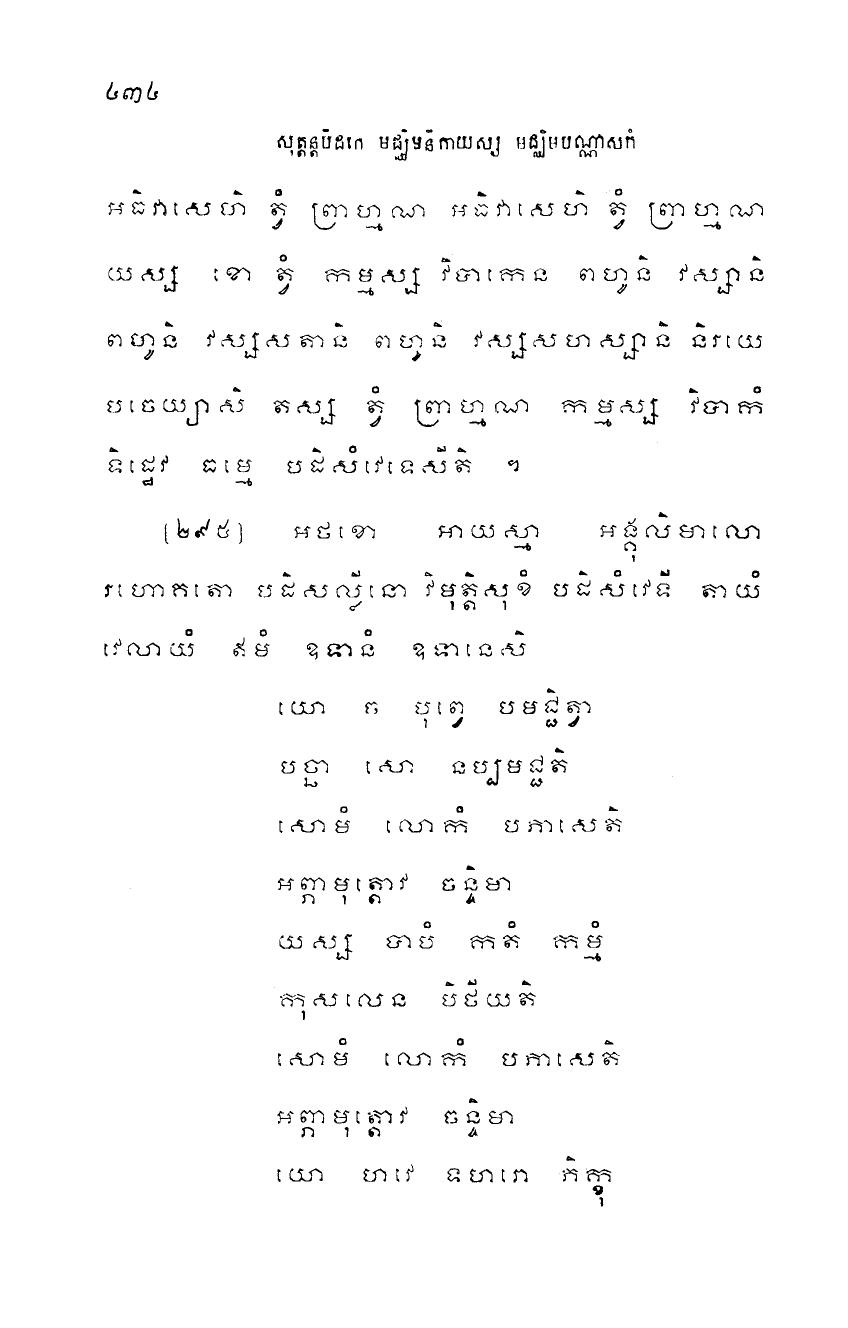 ៤៣៤
សុត្តន្តបិដកេ មជ្ឈិមនិកាយស្ស មជ្ឈិមបណ្ណាសកំ
អធិវាសេហិ ត្វំ ព្រាហ្មណ អធិវាសេហិ ត្វំ ព្រាហ្មណ
យស្ស ខោ ត្វំ កម្មស្ស វិបាកេន ពហូនិ វស្សានិ
ពហូនិ វស្សសតានិ ពហូនិ វស្សសហស្សានិ និរយេ
បចេយ្យាសិ តស្ស ត្វំ ព្រាហ្មណ កម្មស្ស វិបាកំ
ទិដ្ឋេវ ធម្មេ បដិសំវេទេសីតិ ។
[២៩៥] អថខោ អាយស្មា អង្គុលិមាលោ
រហោគតោ បដិសល្លីនោ វិមុត្តិសុខំ បដិសំវេទី តាយំ
វេលាយំ ឥមំ ឧទានំ ឧទានេសិ
យោ ច បុព្វេ បមជ្ជិត្វា
បច្ឆា សោ នប្បមជ្ជតិ
សោមំ លោកំ បភាសេតិ
អព្ភាមុត្តោវ ចន្ទិមា
យស្ស បាបំ កតំ កម្មំ
កុសលេន បិថីយតិ
សោមំ លោកំ បភាសេតិ
អព្ភាមុត្តោវ ចន្ទិមា
យោ ហវេ ទហរោ ភិក្ខុ